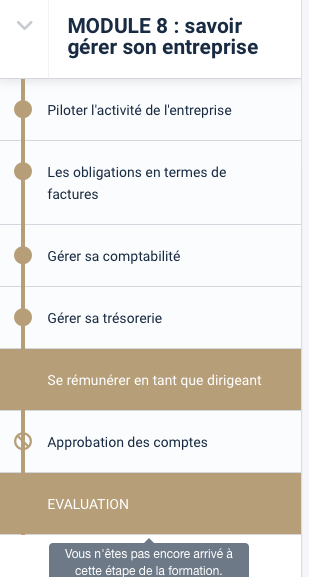 MODULE 8 : savoir
gérer son entreprise
Piloter l'activité de l'entreprise
Les obligations en termes de
factures
Gérer sa comptabilité
Gérer sa trésorerie
Se rémunérer en tant que dirigeant
Approbation des comptes
EVALUATION
Vous n'êtes pas encore arrivé à
cette étape de la formation.